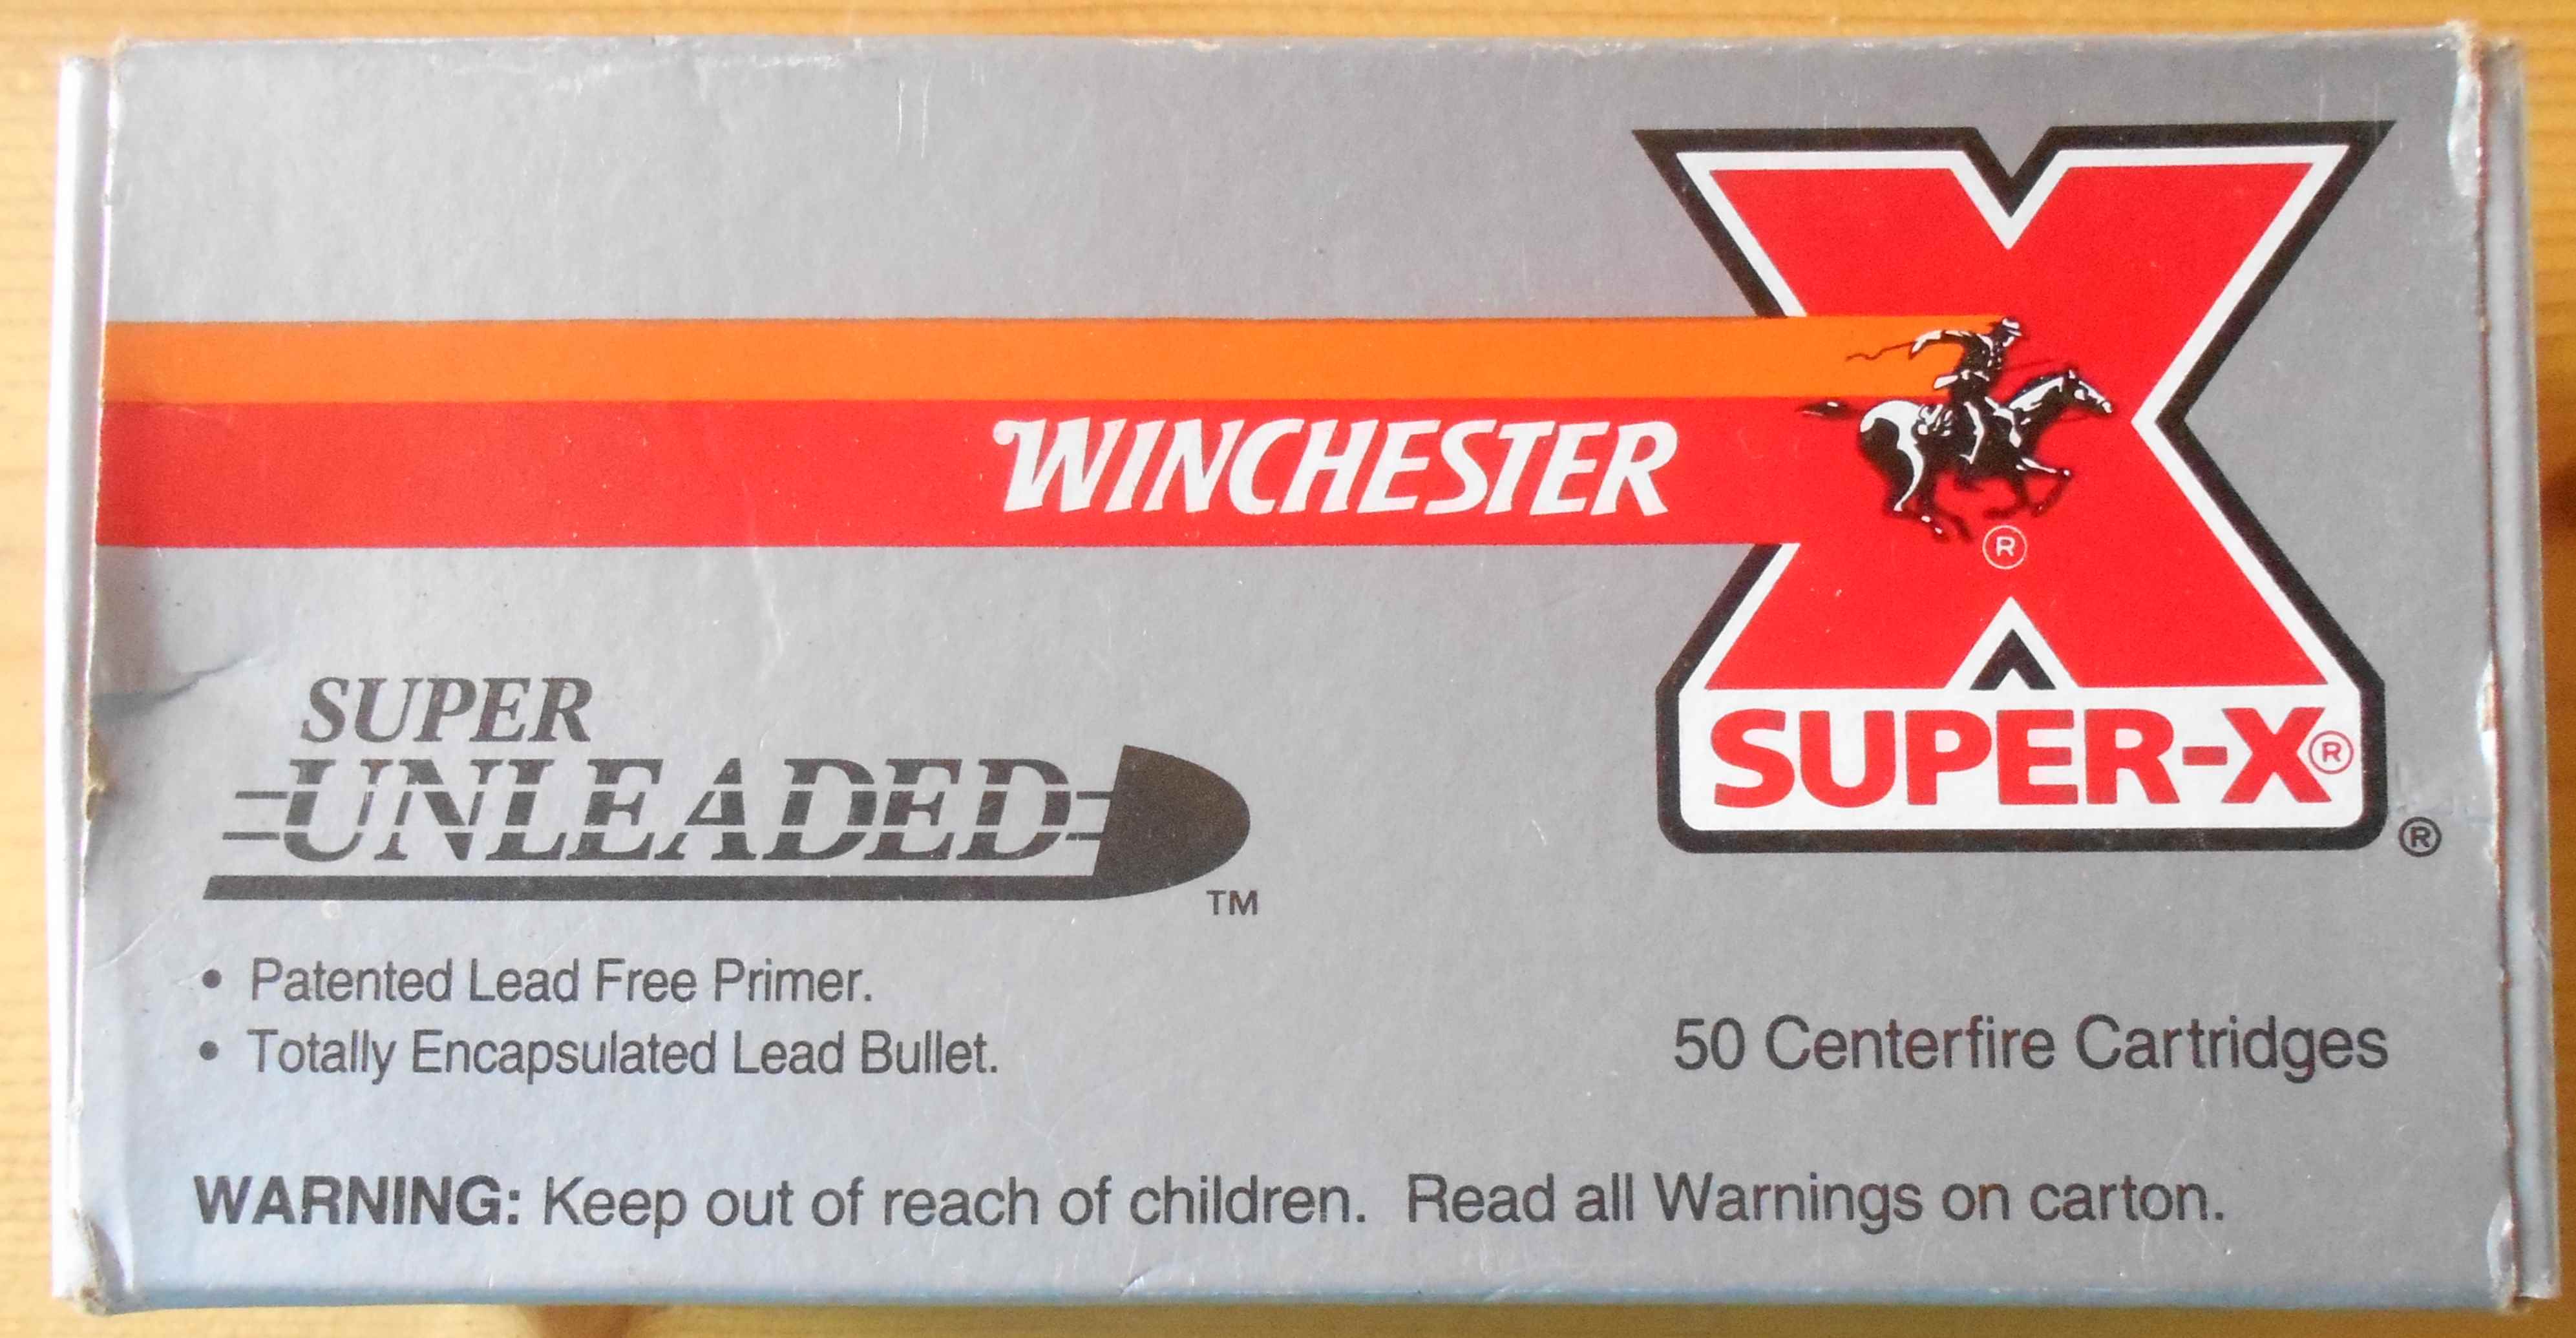 WINCHESTER
®
SUPER-X®
®
SUPER
UNLEADED
TM
• Patented Lead Free Primer.
• Totally Encapsulated Lead Bullet.
50 Centerfire Cartridges
WARNING: Keep out of reach of children. Read all Warnings on carton.